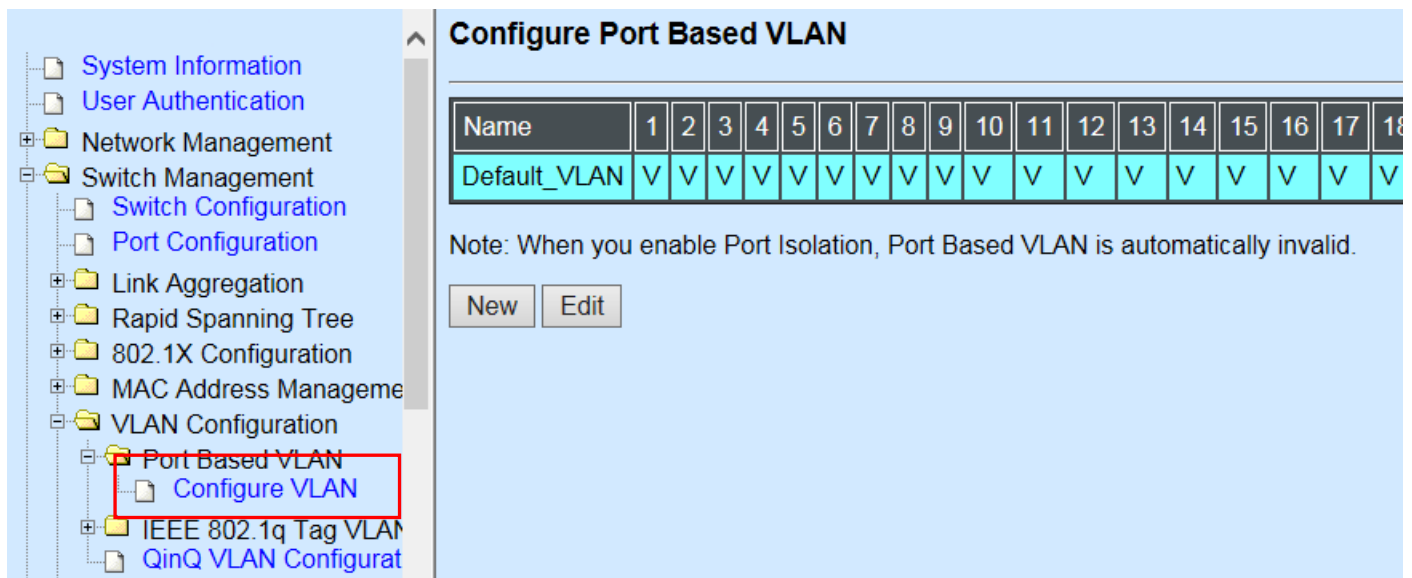 System Information
User Authentication
Network Management
Switch Management
Switch Configuration
Port Configuration
Link Aggregation
Rapid Spanning Tree
802.1X Configuration
MAC Address Manageme
VLAN Configuration
Port Based VLAN
Configure VLAN
IEEE 802.1q Tag VLAN
QinQ VLAN Configurat
Configure Port Based VLAN
Name 1 2 3 4 5 6 7 8 9 10 11 12 13 14 15 16 17 18
Default_VLAN V V V V V V V V V V V V V V V V V V
Note: When you enable Port Isolation, Port Based VLAN is automatically invalid.
New Edit